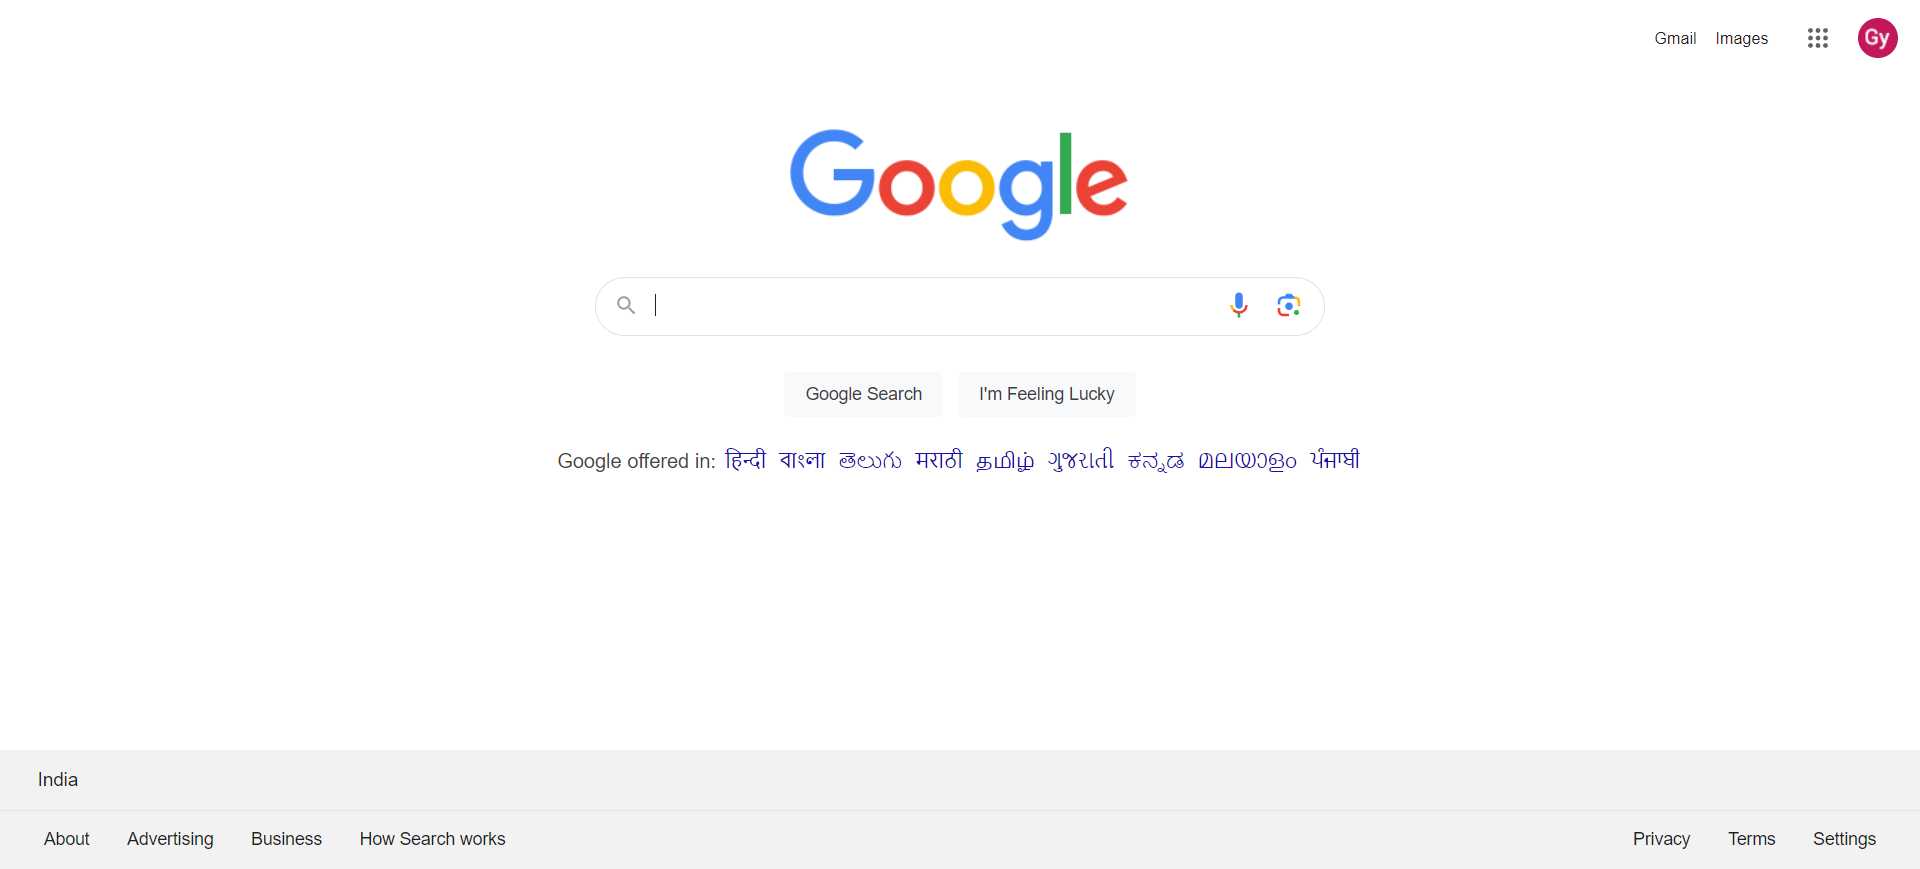 Gmail Images Gy
Google
Google Search I'm Feeling Lucky
Google offered in: हिन्दी বাংলা తెలుగు मराठी தமிழ் ગુજરાતી ಕನ್ನಡ മലയാളം ਪੰਜਾਬੀ
India
About Advertising Business How Search works Privacy Terms Settings